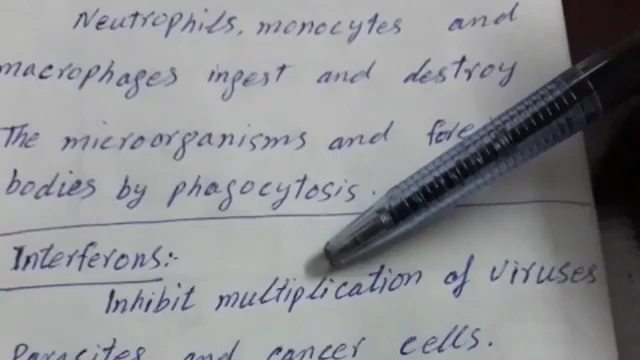 Neutrophils, monocytes and
macrophages ingest and destroy
The microorganisms and
bodies by phagocytosis.
Interferons:-
Inhibit multiplication of viruses
Paracites and cancer cells.